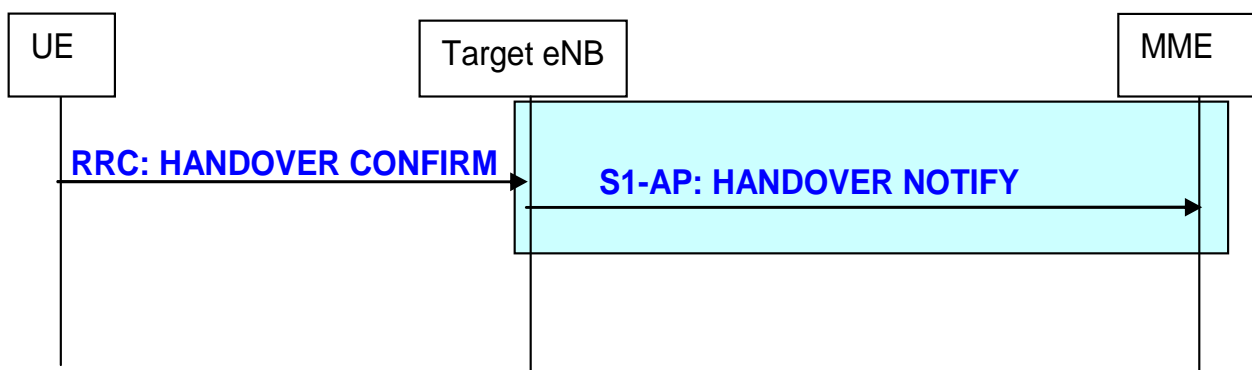 UE
Target eNB
MME
RRC: HANDOVER CONFIRM
S1-AP: HANDOVER NOTIFY